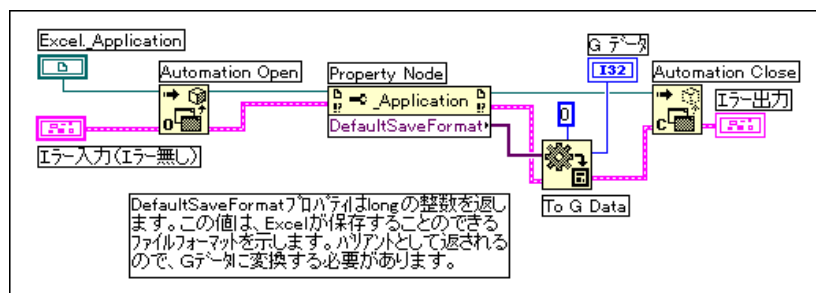 Excel._Application
Automation Open
Property Node
G ﾃﾞｰﾀ
I32
Automation Close
_Application
DefaultSaveFormat
0
ｴﾗｰ出力
ｴﾗｰ入力(ｴﾗｰ無し)
To G Data
DefaultSaveFormatﾌﾟﾛﾊﾟﾃｨはlongの整数を返し
ます。この値は、Excelが保存することのできる
ﾌｧｲﾙﾌｫｰﾏｯﾄを示します。ﾊﾞﾘｱﾝﾄとして返される
ので、Gﾃﾞｰﾀに変換する必要があります。